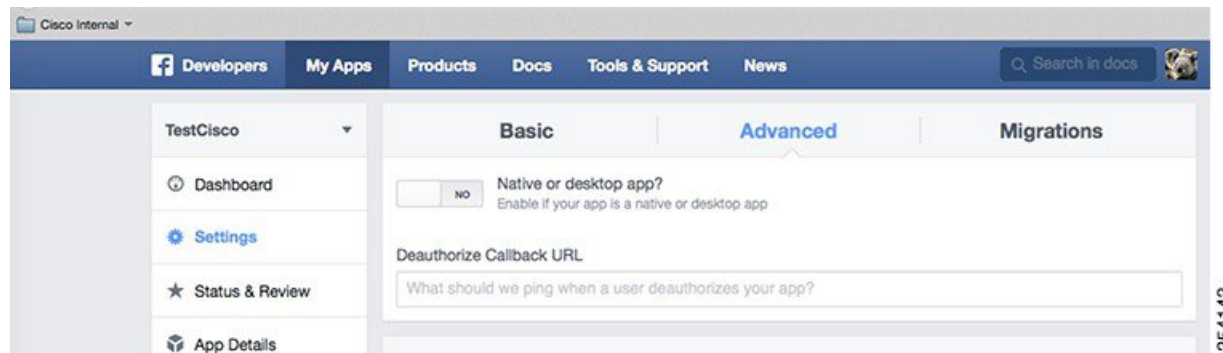 Cisco Internal
Developers My Apps Products Docs Tools & Support News Search in docs
TestCisco
Basic Advanced Migrations
Dashboard
NO
Native or desktop app?
Enable if your app is a native or desktop app
Settings
Deauthorize Callback URL
What should we ping when a user deauthorizes your app?
Status & Review
App Details